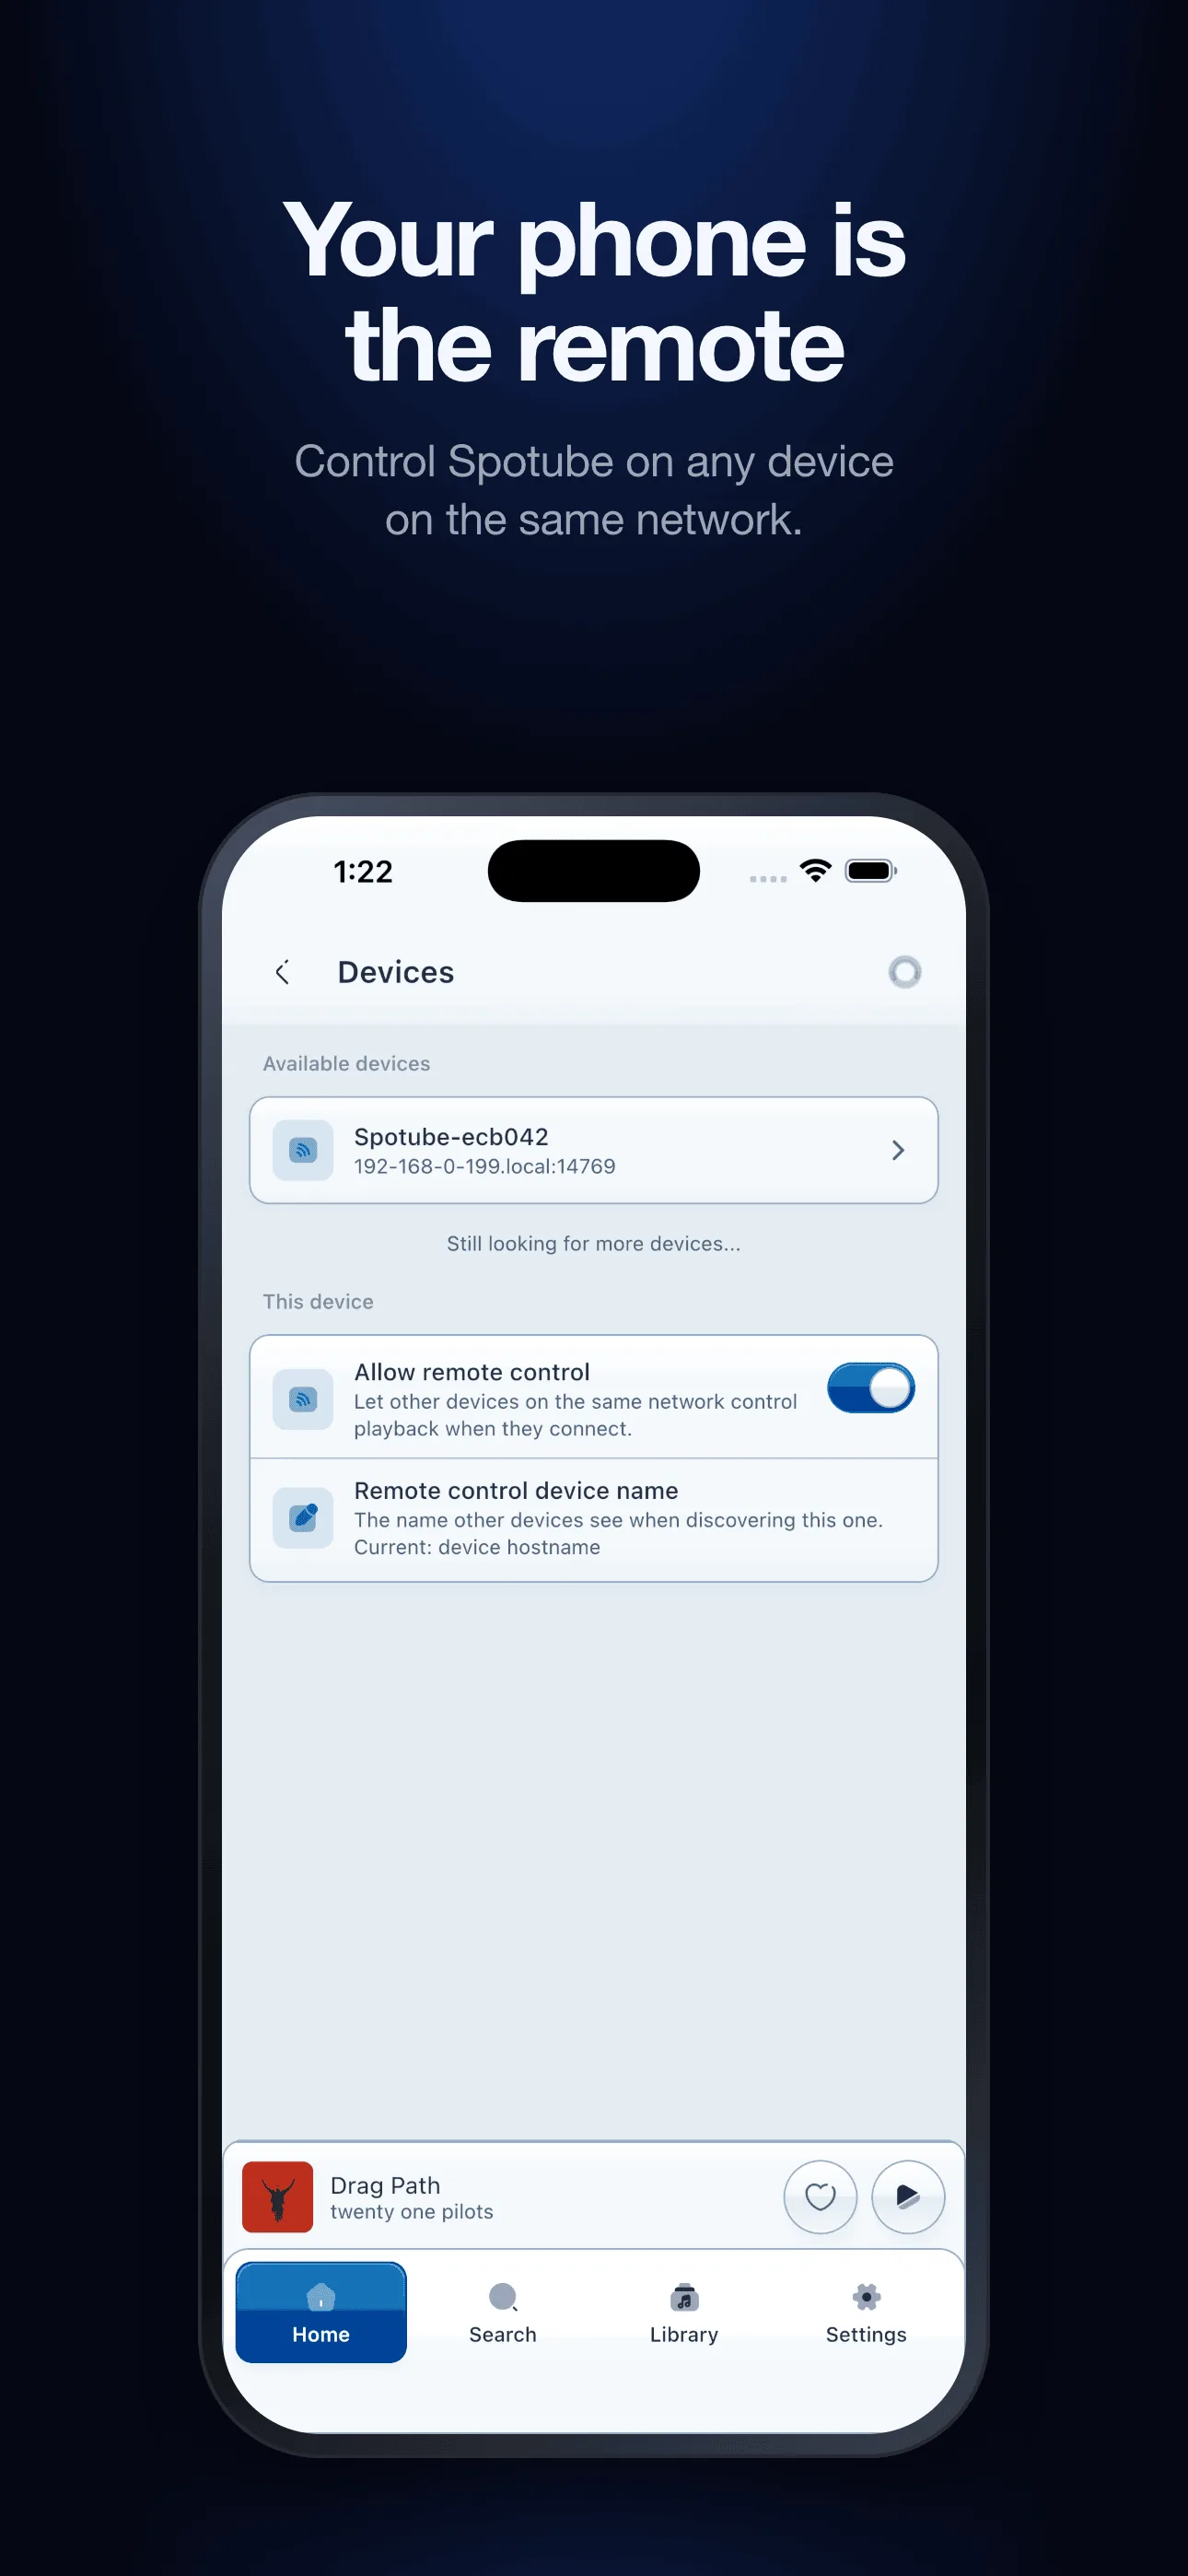 Your phone is
the remote
Control Spotube on any device
on the same network.
1:22
Devices
Available devices
Spotube-ecb042
192-168-0-199.local:14769
Still looking for more devices...
This device
Allow remote control
Let other devices on the same network control
playback when they connect.
Remote control device name
The name other devices see when discovering this one.
Current: device hostname
Drag Path
twenty one pilots
Home
Search
Library
Settings